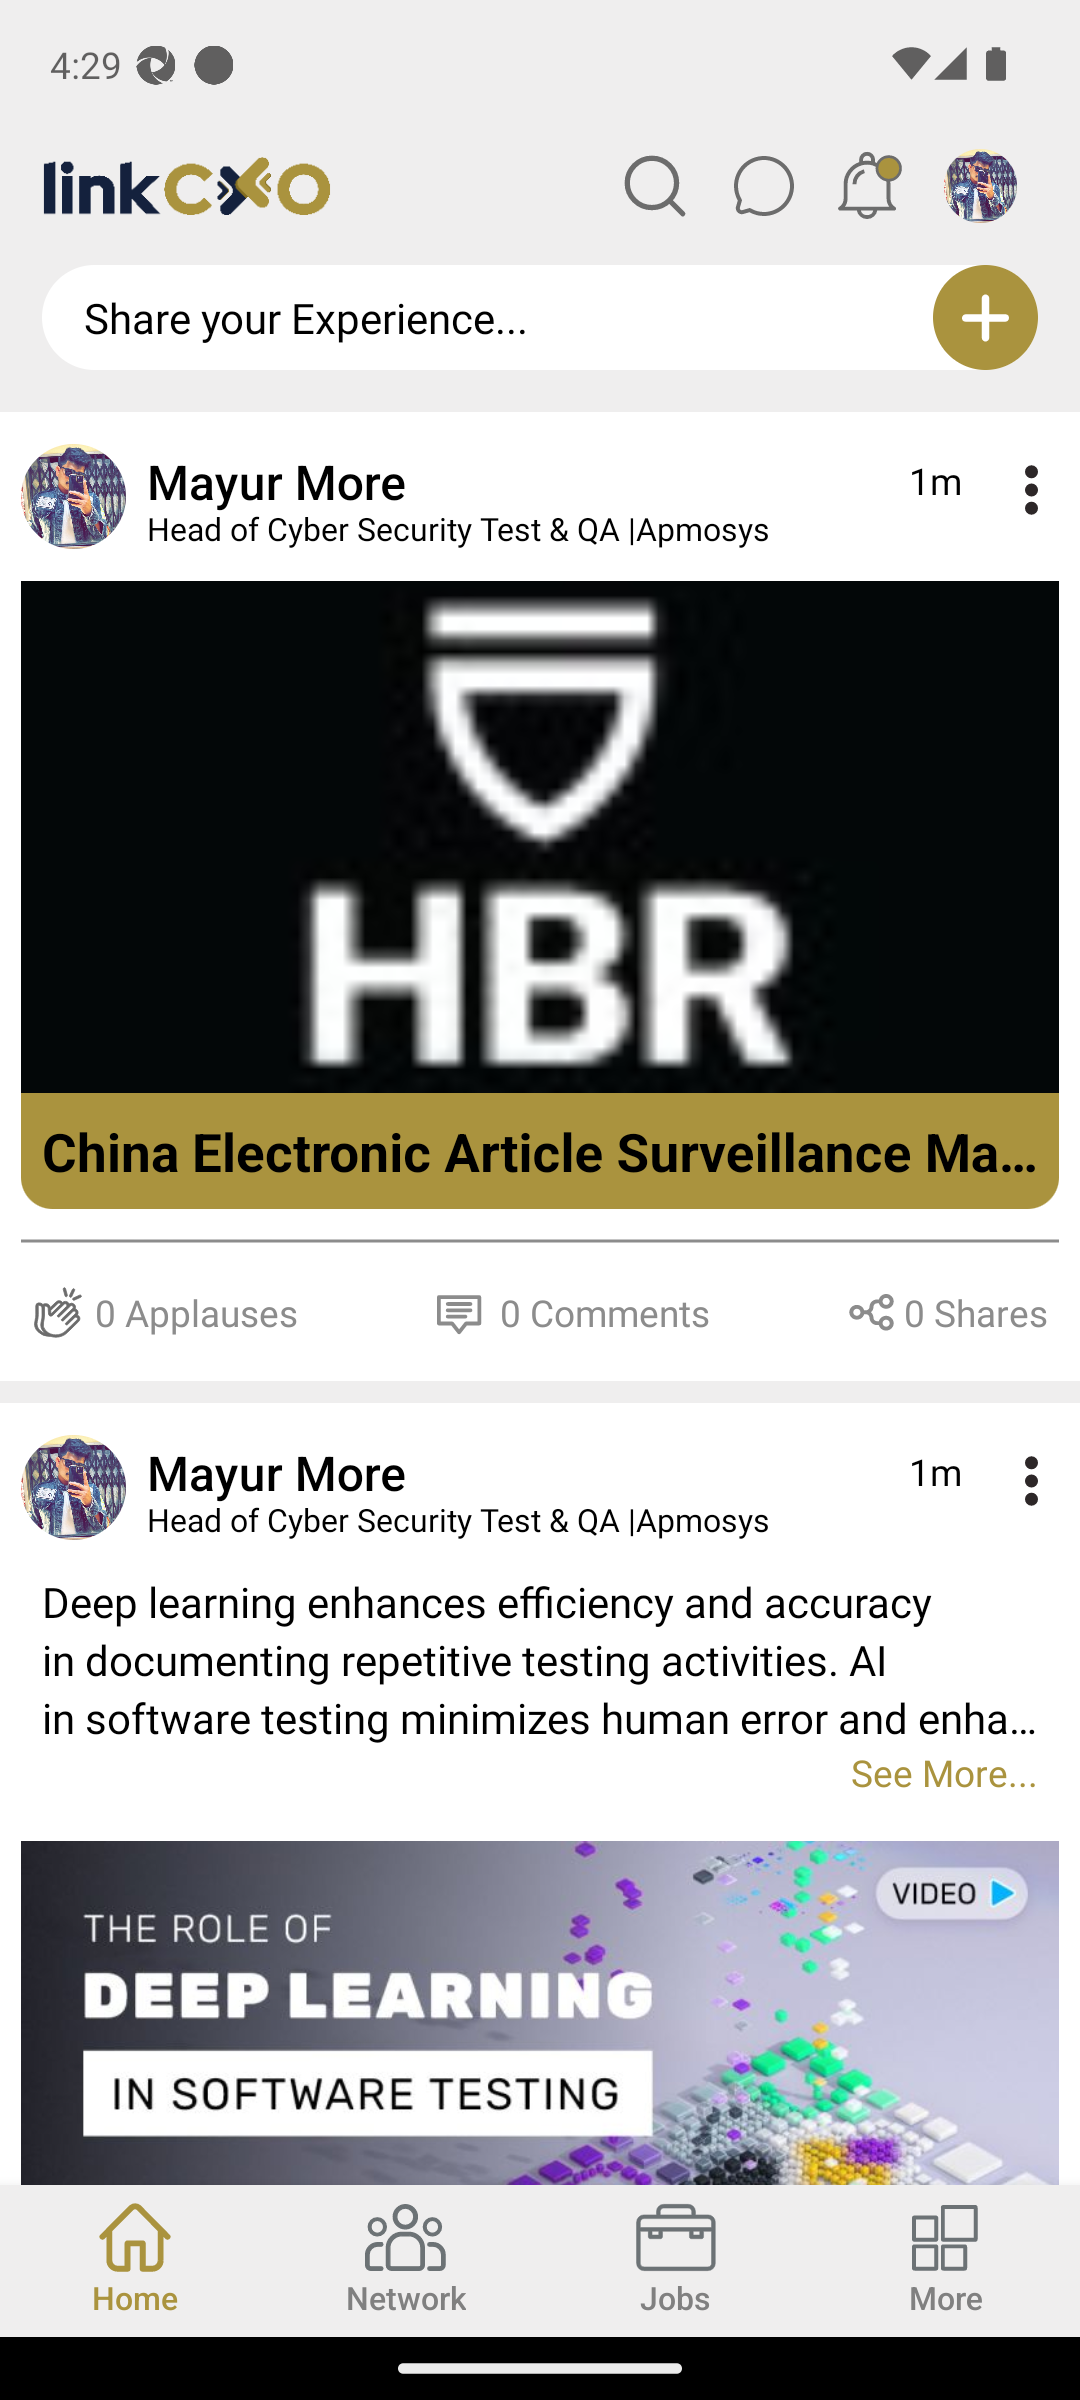 4:29
linkCXO
Share your Experience...
Mayur More
1m
Head of Cyber Security Test & QA |Apmosys
HBR
China Electronic Article Surveillance Ma...
0 Applauses
0 Comments
0 Shares
Mayur More
1m
Head of Cyber Security Test & QA |Apmosys
Deep learning enhances efficiency and accuracy
in documenting repetitive testing activities. AI
in software testing minimizes human error and enha...
See More...
VIDEO
THE ROLE OF
DEEP LEARNING
IN SOFTWARE TESTING
Home
Network
Jobs
More